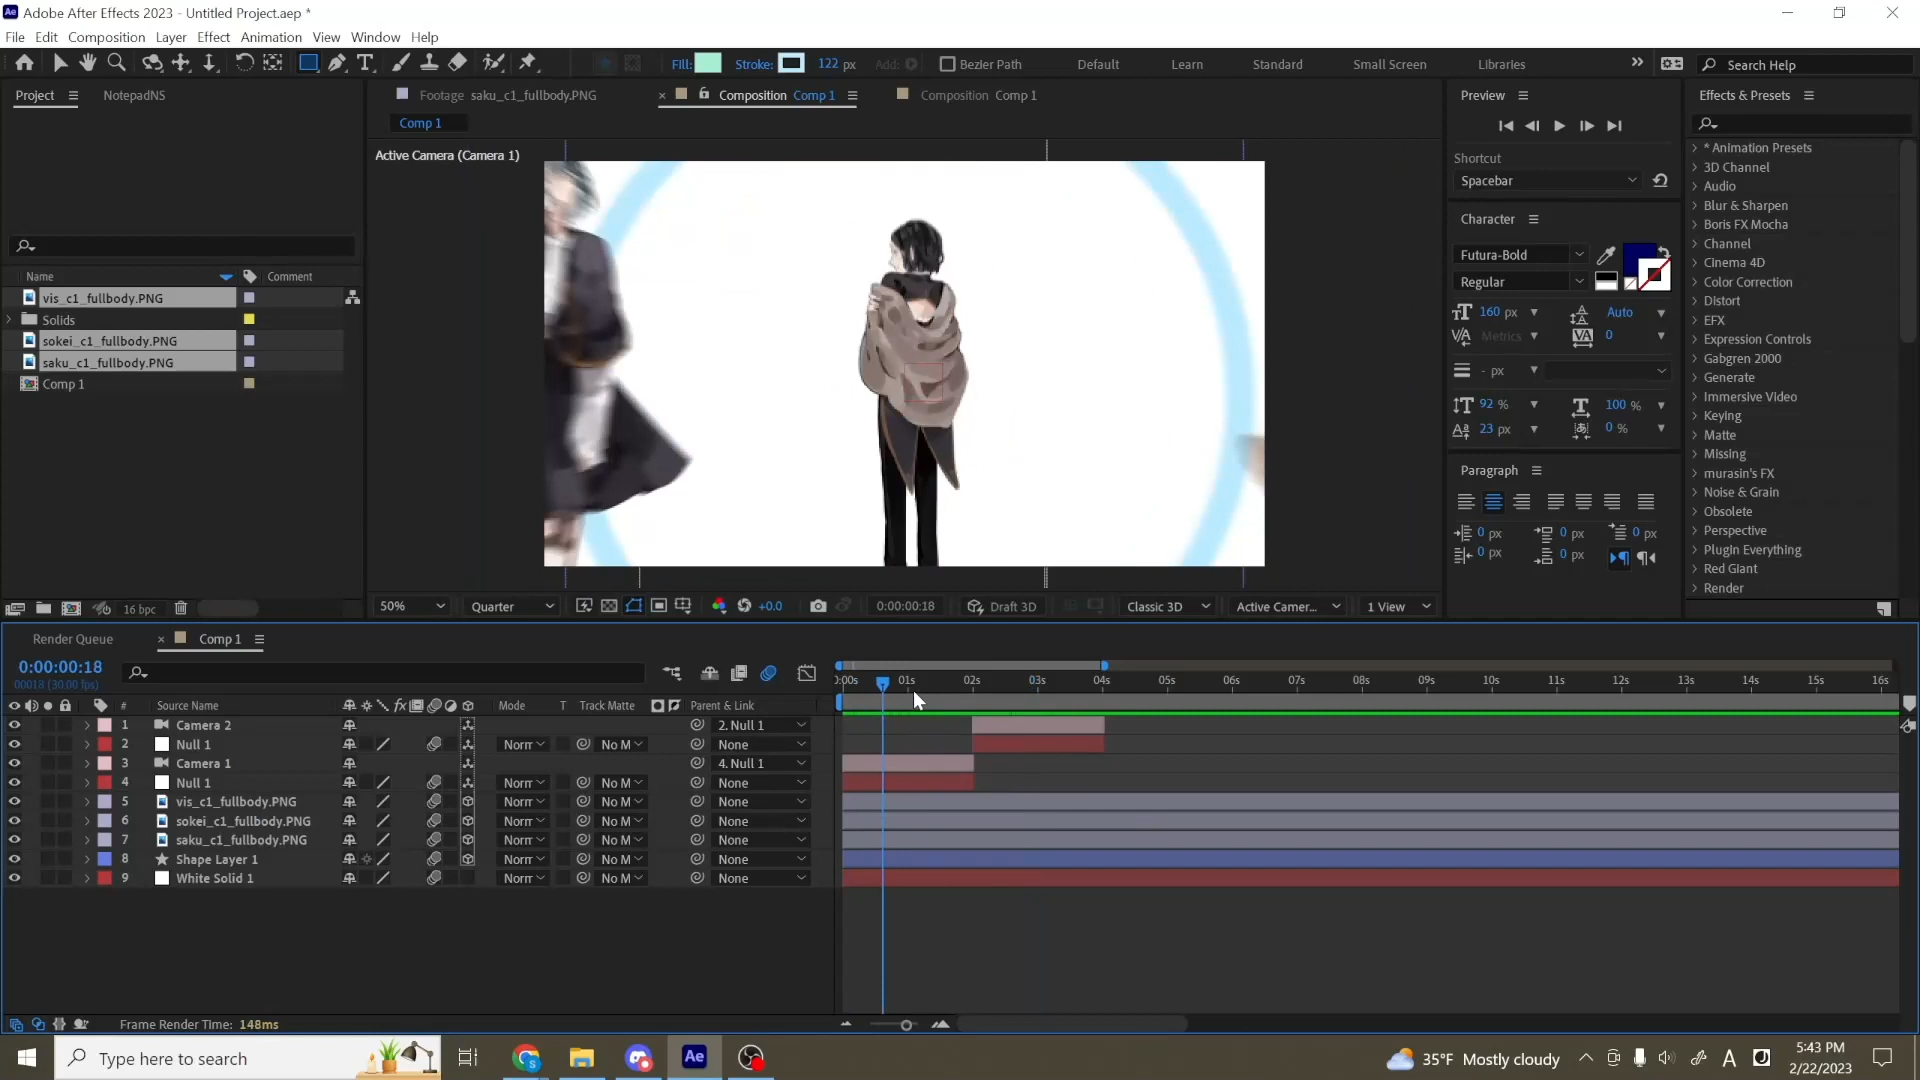 Adobe After Effects 2023 - Untitled Project.aep *
File Edit Composition Layer Effect Animation View Window Help
Fill: Stroke: 122 px Add: Bezier Path Default Learn Standard Small Screen Libraries Search Help
Project NotepadNS
Footage saku_c1_fullbody.PNG Composition Comp 1 Composition Comp 1
Comp 1
Active Camera (Camera 1)
Name Comment
vis_c1_fullbody.PNG
Solids
sokei_c1_fullbody.PNG
saku_c1_fullbody.PNG
Comp 1
16 bpc
50% Quarter +0.0 0:00:00:18 Draft 3D Classic 3D Active Camer... 1 View
Preview
Shortcut
Spacebar
Character
Futura-Bold
Regular
160 px Auto
Metrics 0
- px
92 % 100 %
23 px 0 %
Paragraph
0 px 0 px 0 px
0 px 0 px
Effects & Presets
* Animation Presets
3D Channel
Audio
Blur & Sharpen
Boris FX Mocha
Channel
Cinema 4D
Color Correction
Distort
EFX
Expression Controls
Gabgren 2000
Generate
Immersive Video
Keying
Matte
Missing
murasin's FX
Noise & Grain
Obsolete
Perspective
Plugin Everything
Red Giant
Render
Render Queue Comp 1
0:00:00:18
00018 (30.00 fps)
:00s 01s 02s 03s 04s 05s 06s 07s 08s 09s 10s 11s 12s 13s 14s 15s 16s
# Source Name Mode T Track Matte Parent & Link
1 Camera 2 2. Null 1
2 Null 1 Norr No M None
3 Camera 1 4. Null 1
4 Null 1 Norr No M None
5 vis_c1_fullbody.PNG Norr No M None
6 sokei_c1_fullbody.PNG Norr No M None
7 saku_c1_fullbody.PNG Norr No M None
8 Shape Layer 1 Norr No M None
9 White Solid 1 Norr No M None
Frame Render Time: 148ms
Type here to search
35°F Mostly cloudy A 5:43 PM
2/22/2023